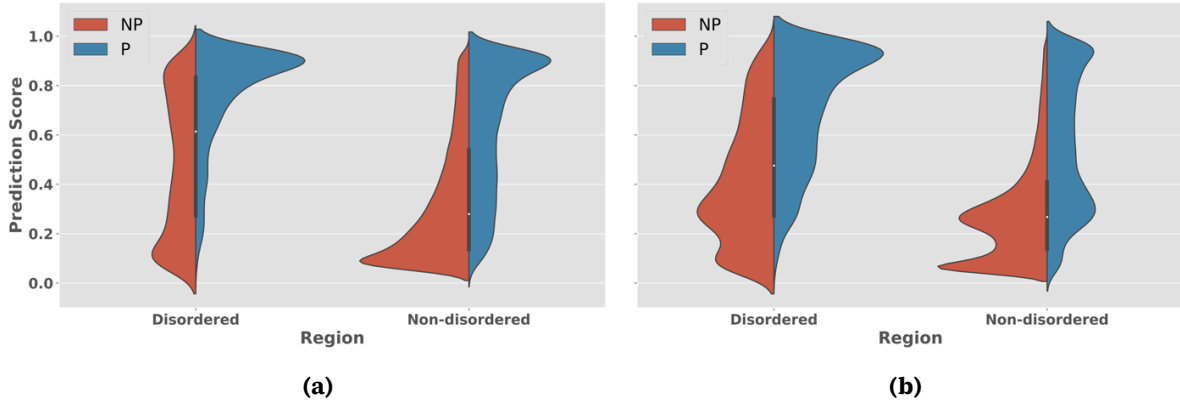 NP
P
Prediction Score
1.0
0.8
0.6
0.4
0.2
0.0
Disordered
Non-disordered
Region
(a)
NP
P
Disordered
Non-disordered
Region
(b)